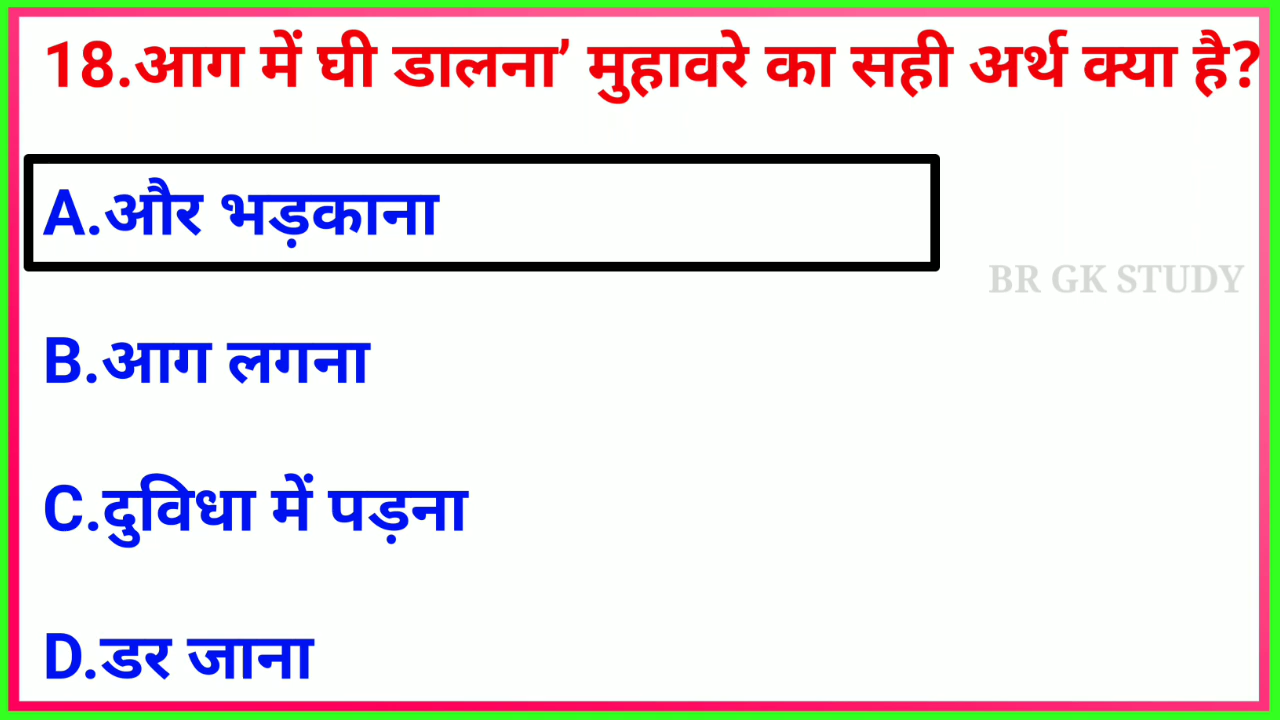 18.आग में घी डालना’ मुहावरे का सही अर्थ क्या है?
A.और भड़काना
BR GK STUDY
B.आग लगना
C.दुविधा में पड़ना
D.डर जाना